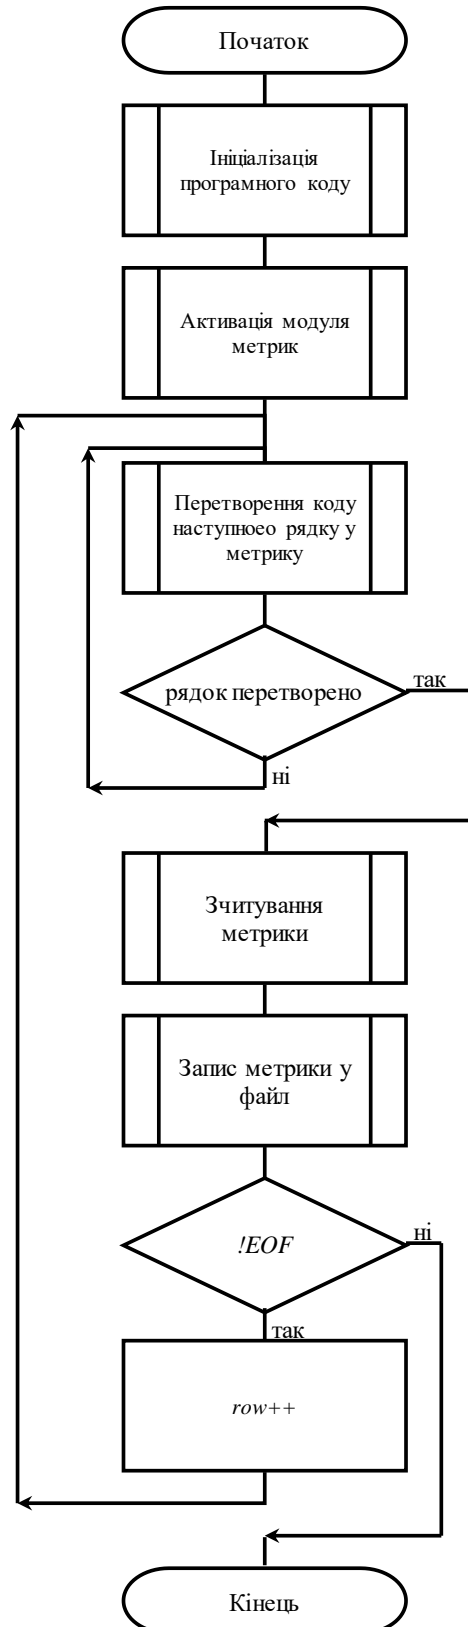 Початок
Ініціалізація
програмного коду
Активація модуля
метрик
Перетворення коду
наступноео рядку у
метрику
рядок перетворено
так
ні
Зчитування
метрики
Запис метрики у
файл
!EOF
ні
так
row++
Кінець